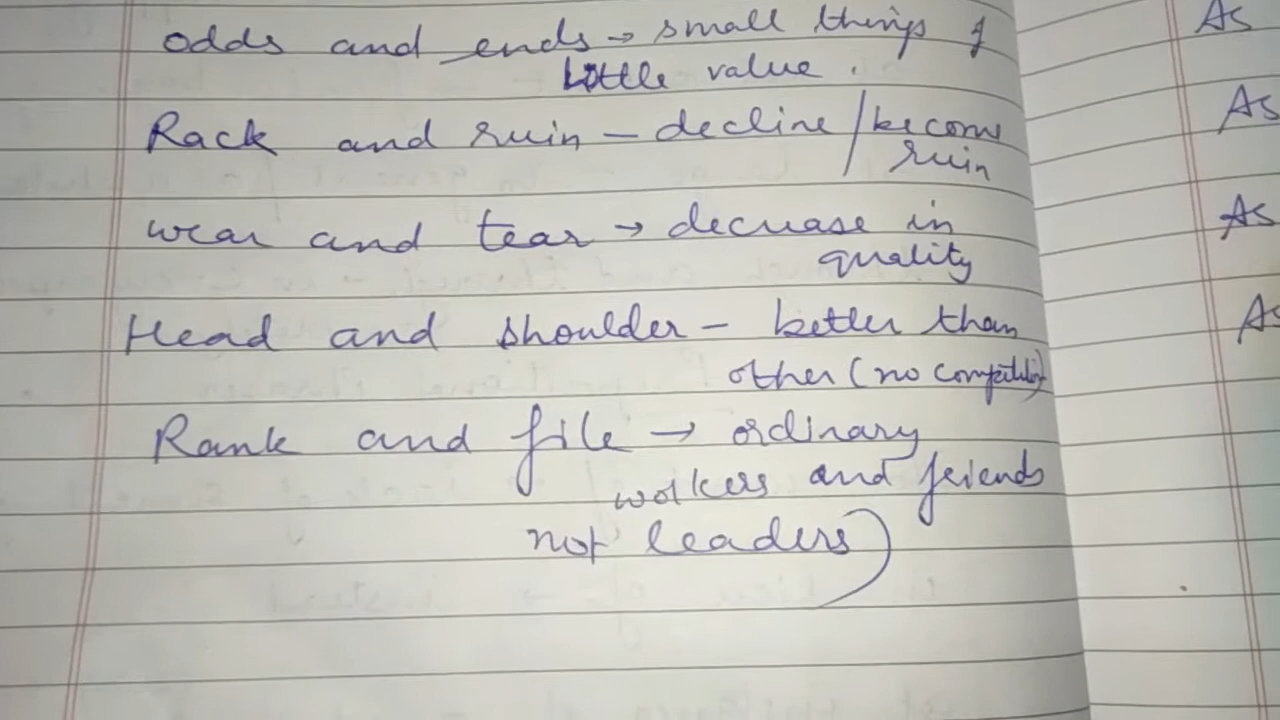 odds and ends → small things of
little value.
Rack and ruin – decline / become
ruin
wear and tear → decrease in
quality
Head and shoulder – better than
other (no competition)
Rank and file → ordinary
workers and friends
not leaders)
As
As
As
As